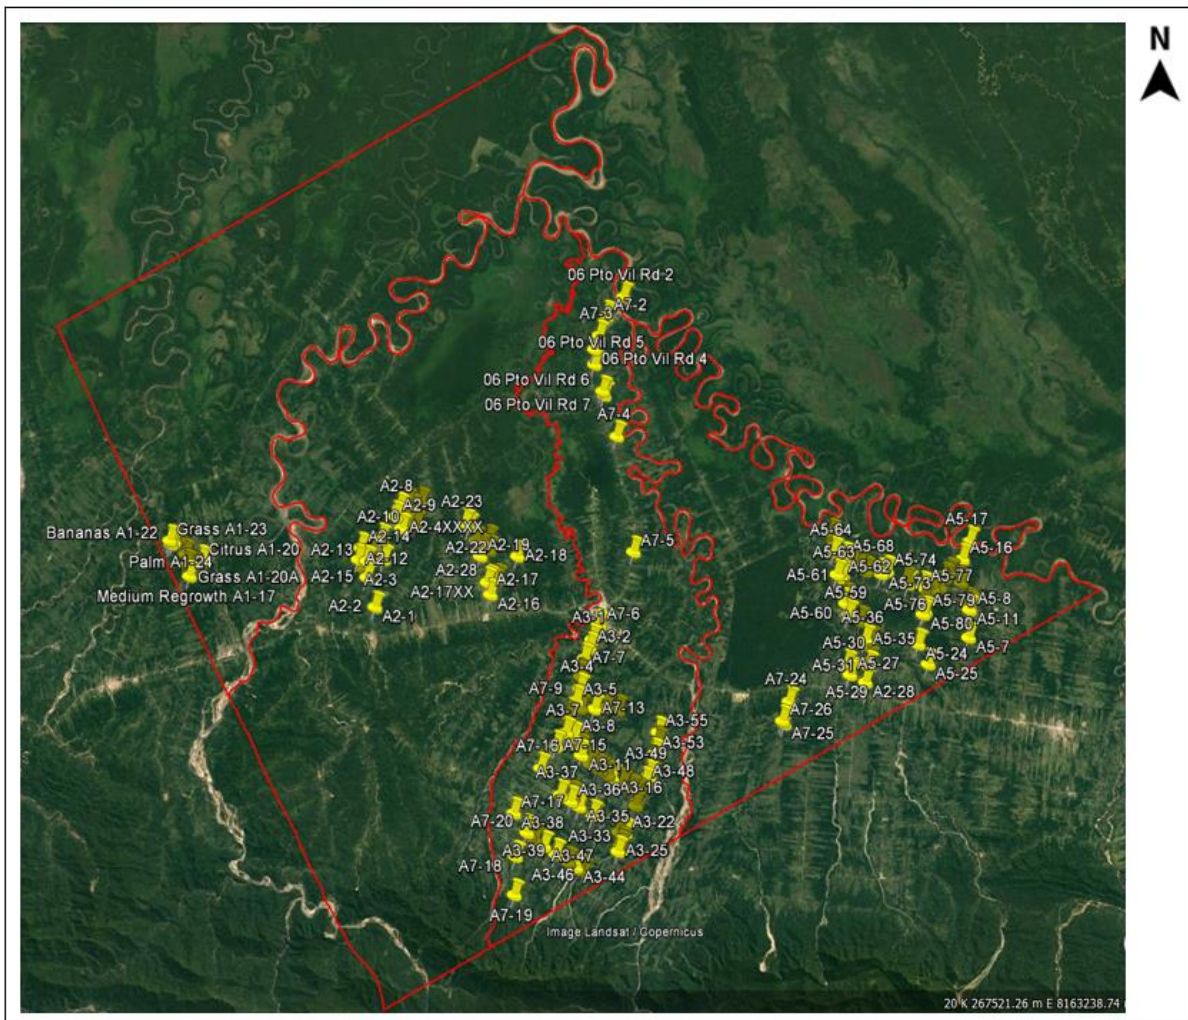 N
06 Pto Vil Rd 2
A7-2
A7-3
06 Pto Vil Rd 5
06 Pto Vil Rd 4
06 Pto Vil Rd 6
06 Pto Vil Rd 7
A7-4
A2-8
A2-9
A2-23
A2-10
A2-4XXXX
A5-17
Bananas A1-22
Grass A1-23
A2-14
A5-64
A5-68
A5-16
Citrus A1-20
A2-13
A2-12
A2-22
A2-19
A2-18
A7-5
A5-63
A5-62
A5-74
Palm A1-24
A2-28
A5-61
A5-73
A5-77
Grass A1-20A
A2-15
A2-3
A2-17
Medium Regrowth A1-17
A2-17XX
A5-59
A5-76
A5-79
A5-8
A2-2
A2-16
A5-60
A2-1
A3-1
A7-6
A5-36
A5-80
A5-11
A3-2
A5-30
A5-35
A5-7
A7-7
A5-24
A3-4
A5-31
A5-27
A5-25
A7-9
A3-5
A7-24
A5-29
A2-28
A3-7
A7-13
A7-26
A3-8
A3-55
A7-25
A7-16
A7-15
A3-53
A3-49
A3-11
A3-37
A3-48
A3-36
A3-16
A7-17
A3-35
A7-20
A3-38
A3-22
A3-33
A3-39
A3-47
A3-25
A7-18
A3-46
A3-44
A7-19
Image Landsat / Copernicus
20 K 267521.26 m E 8163238.74